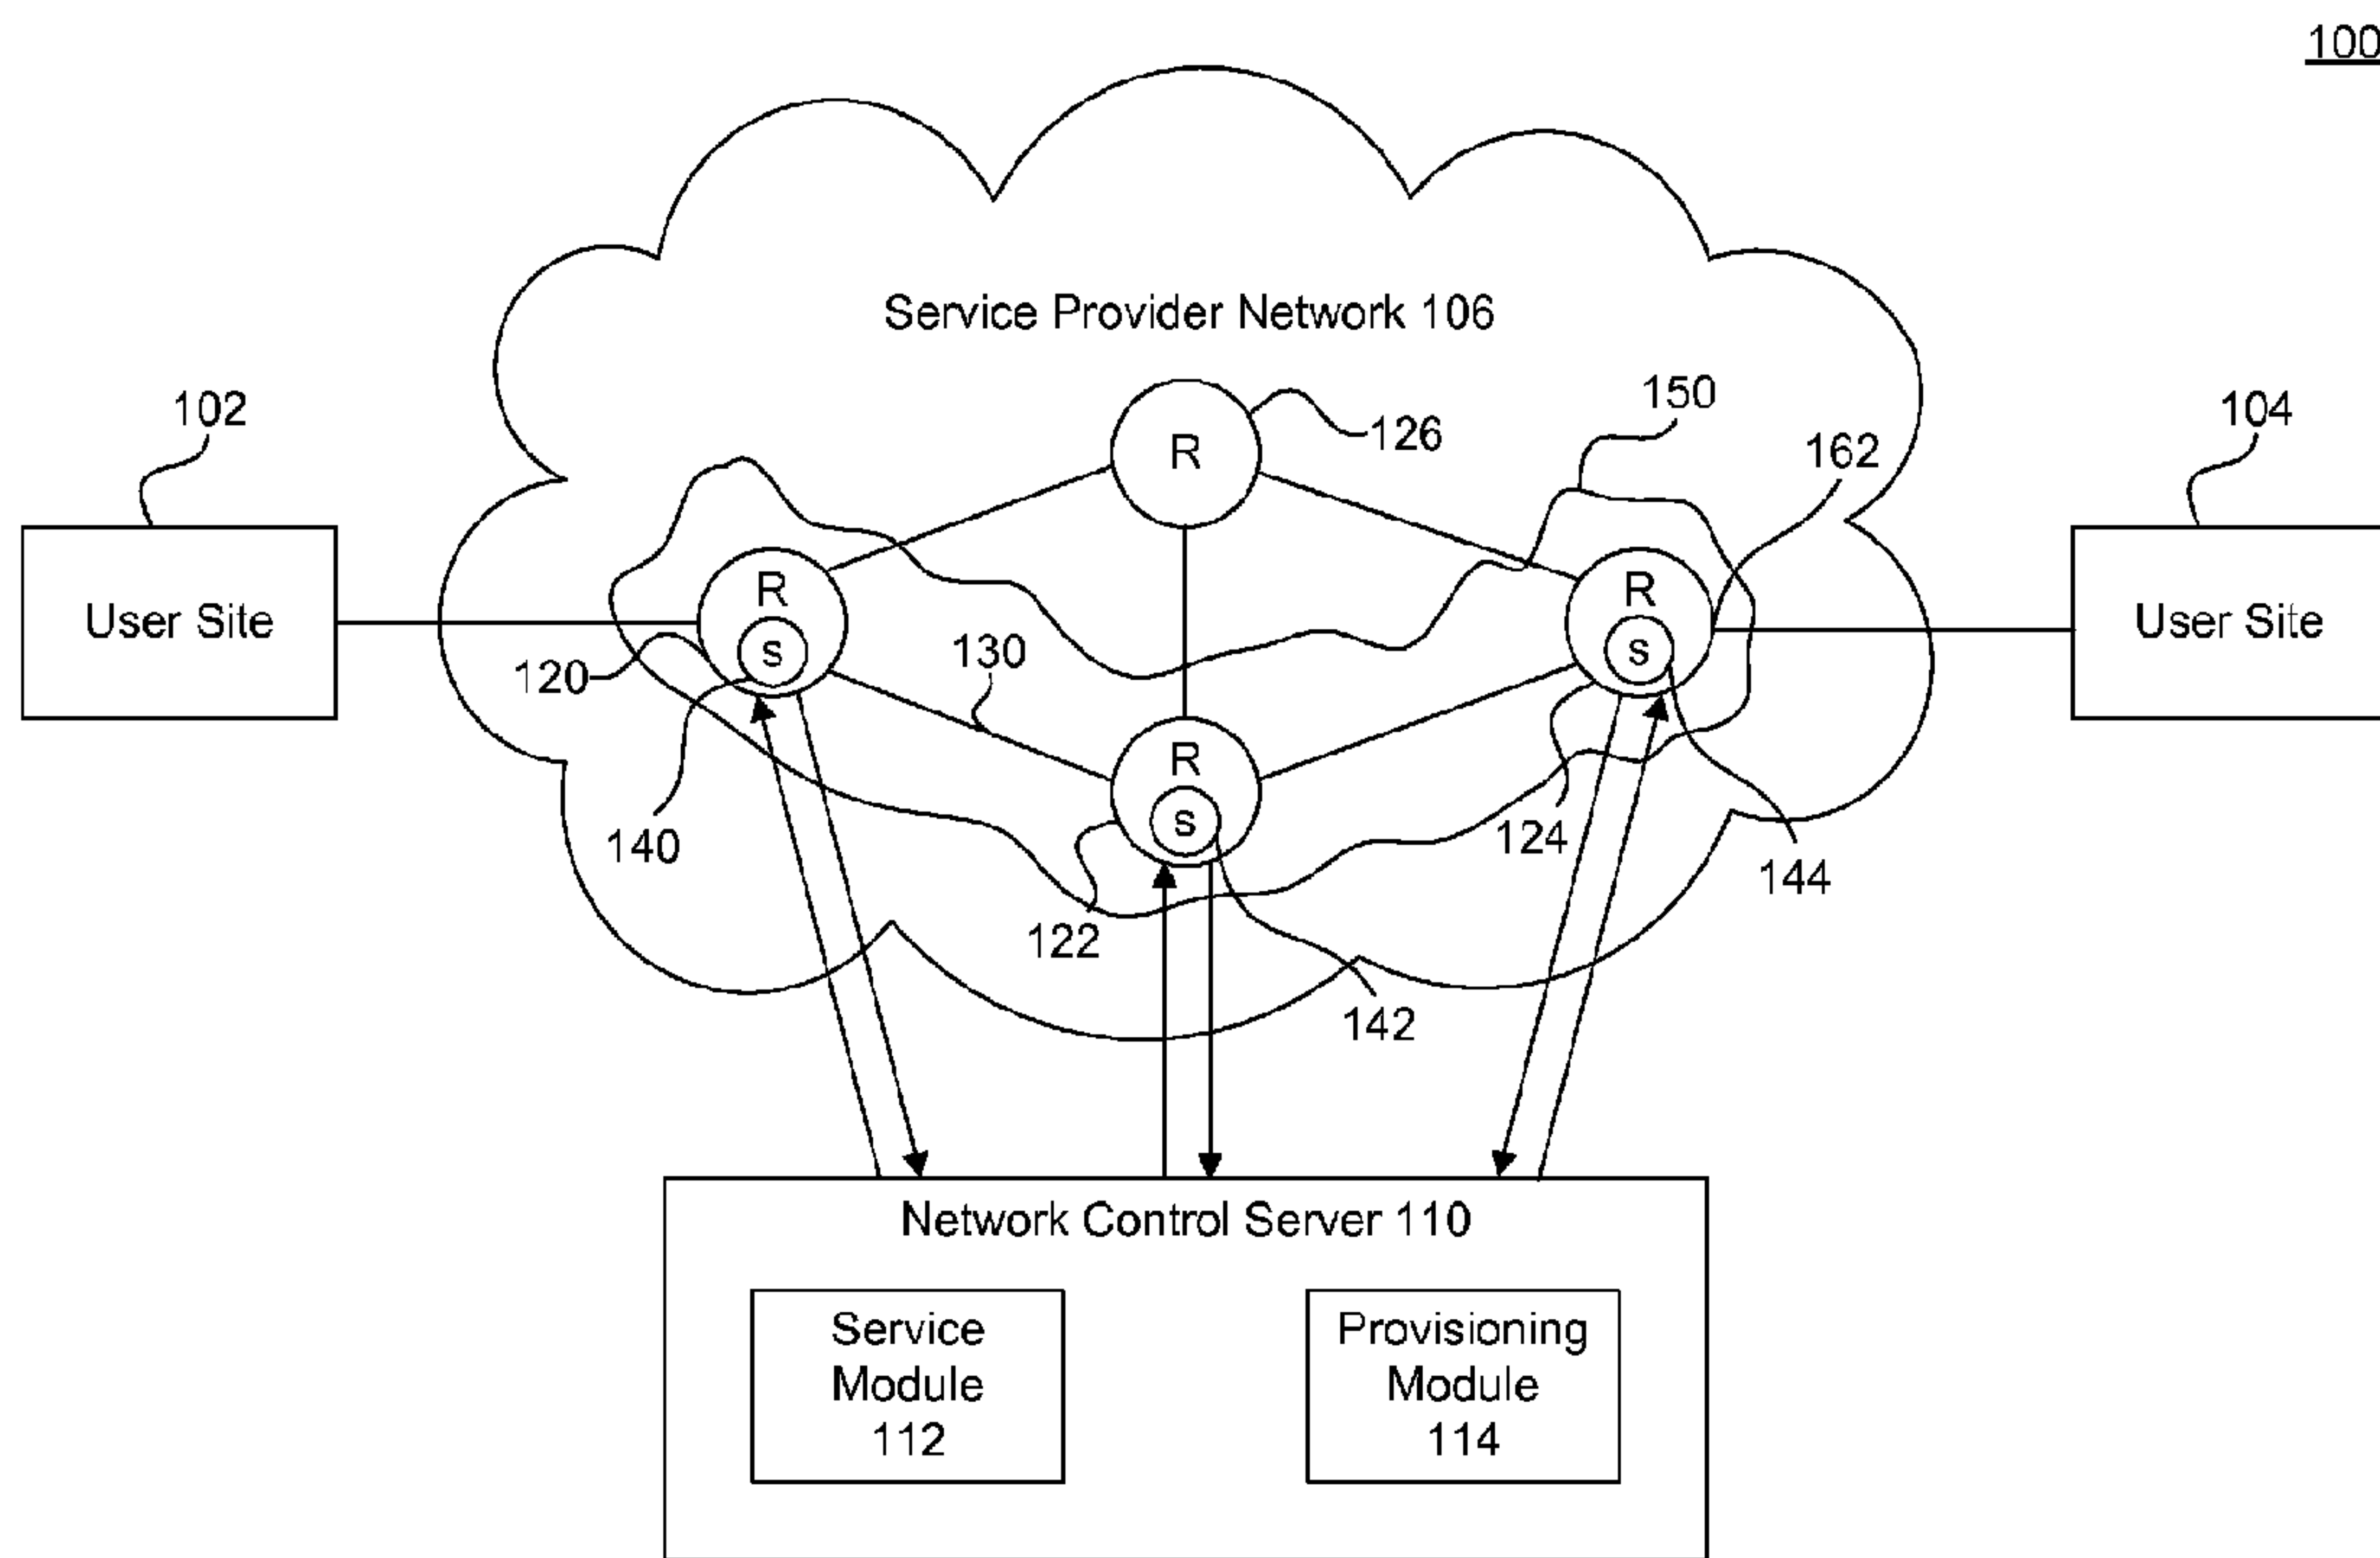 100
Service Provider Network 106
102
R
126
150
162
104
User Site
R
S
120
130
R
S
User Site
140
R
S
122
124
144
142
Network Control Server 110
Service
Module
112
Provisioning
Module
114